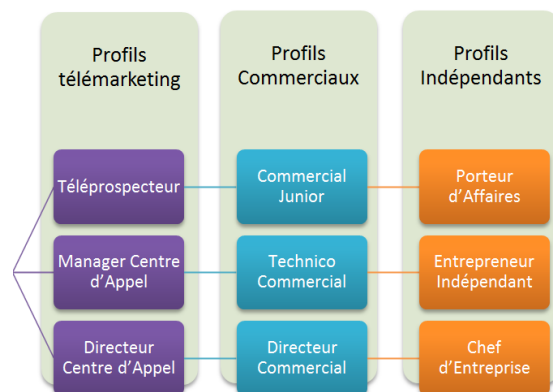 Profils
télémarketing
Profils
Commerciaux
Profils
Indépendants
Téléprospecteur
Commercial
Junior
Porteur
d'Affaires
Manager Centre
d'Appel
Technico
Commercial
Entrepreneur
Indépendant
Directeur
Centre d'Appel
Directeur
Commercial
Chef
d'Entreprise